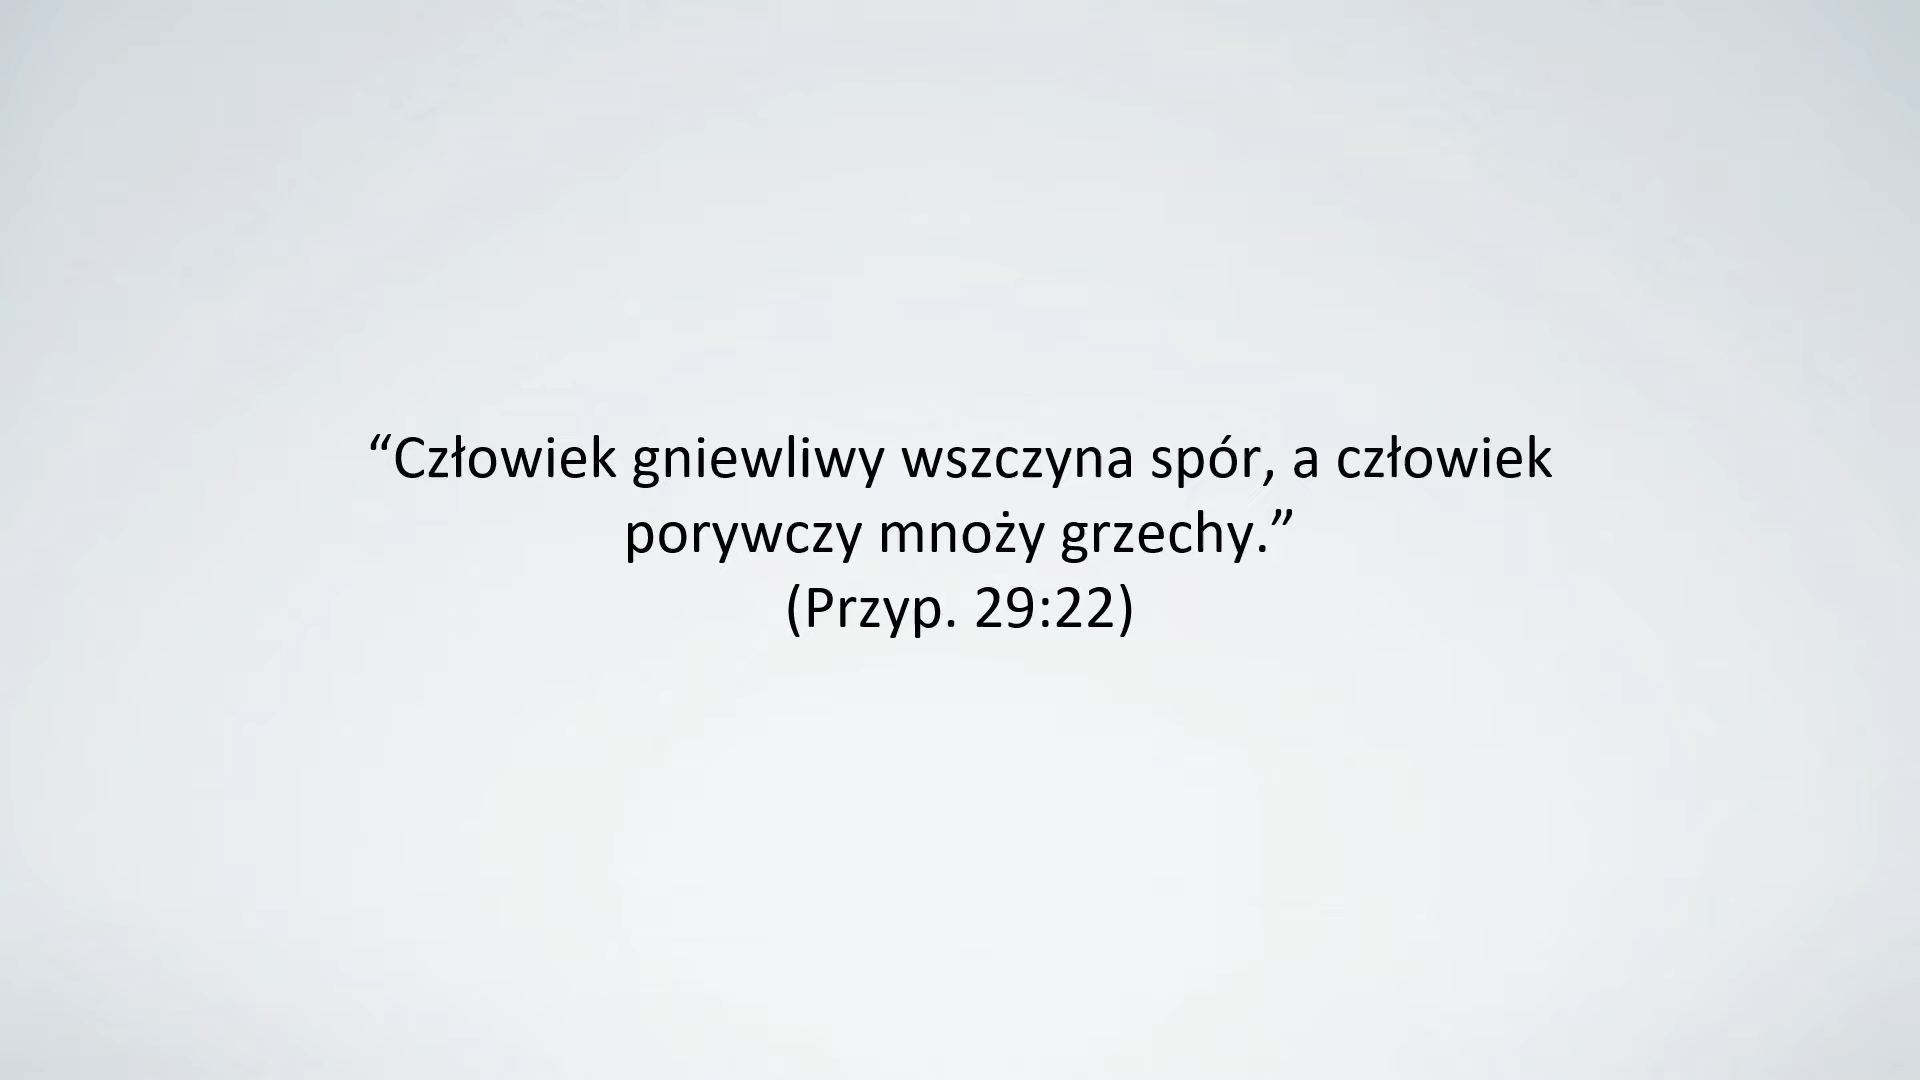 “Człowiek gniewliwy wszczyna spór, a człowiek
porywczy mnoży grzechy.”
(Przyp. 29:22)